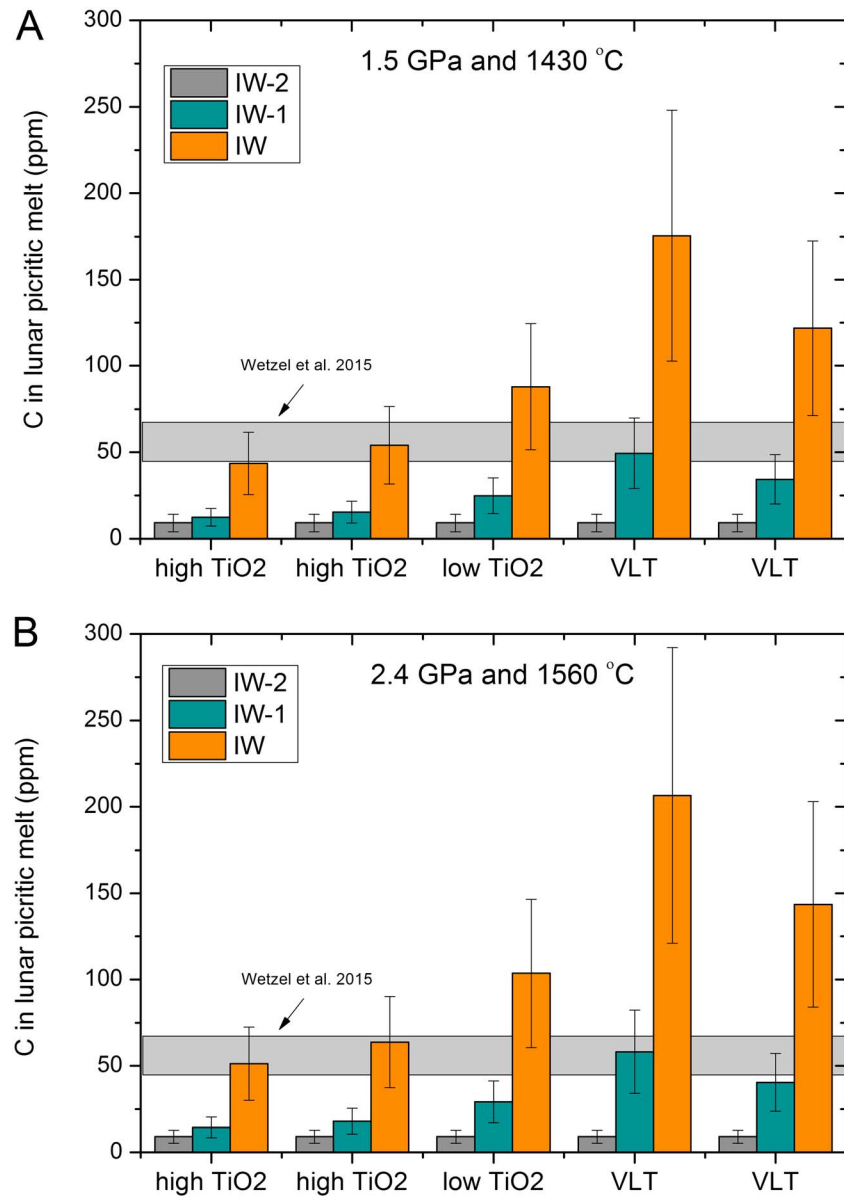 A
1.5 GPa and 1430 °C
IW-2
IW-1
IW
C in lunar picritic melt (ppm)
300
250
200
150
100
50
0
Wetzel et al. 2015
high TiO2 high TiO2 low TiO2 VLT VLT
B
2.4 GPa and 1560 °C
IW-2
IW-1
IW
C in lunar picritic melt (ppm)
300
250
200
150
100
50
0
Wetzel et al. 2015
high TiO2 high TiO2 low TiO2 VLT VLT